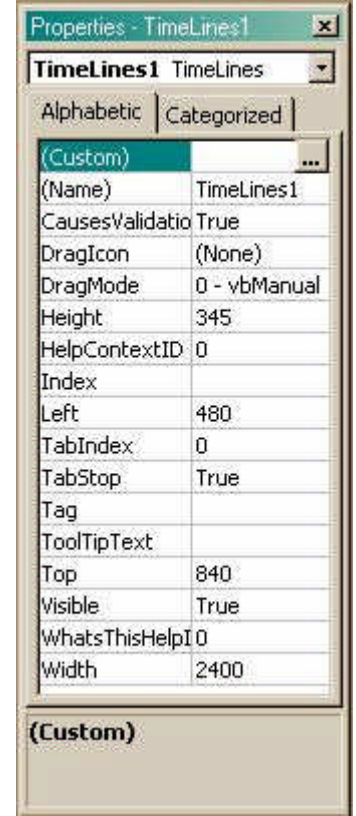 Properties - TimeLines1
TimeLines1 TimeLines
Alphabetic Categorized
(Custom) ...
(Name) TimeLines1
CausesValidatio True
DragIcon (None)
DragMode 0 - vbManual
Height 345
HelpContextID 0
Index
Left 480
TabIndex 0
TabStop True
Tag
ToolTipText
Top 840
Visible True
WhatsThisHelpI 0
Width 2400
(Custom)